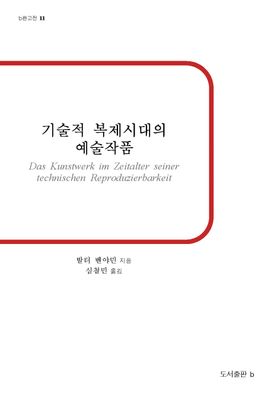 b판고전 11
기술적 복제시대의
예술작품
Das Kunstwerk im Zeitalter seiner
technischen Reproduzierbarkeit
발터 벤야민 지음
심철민 옮김
도서출판 b